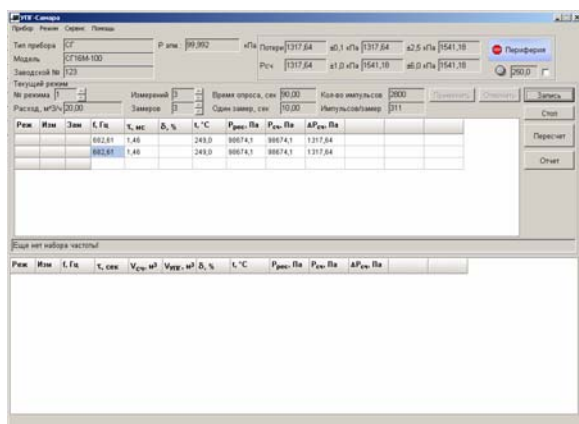 УПГ-Самара
Прибор Режим Сервис Помощь
Тип прибора СГ Р атм.: 99,992 кПа Потери 1317,64 ±0,1 кПа 1317,64 ±2,5 кПа 1541,18 Периферия
Модель СГ16М-100 Рсч 1317,64 ±1,0 кПа 1541,18 ±6,0 кПа 1541,18
Заводской № 123 250,0
Текущий режим
№ режима 1 Измерений 3 Время опроса, сек 90,00 Кол-во импульсов 2800 Применить Отменить Запись
Расход, м³/ч 20,00 Замеров 3 Один замер, сек 10,00 Импульсов/замер 311 Стоп
Реж Изм Зам f, Гц τ, мс δ, % t, °C Pрес, Па Pсч, Па ΔPсч, Па Пересчет
682,61 1,46 249,0 98674,1 98674,1 1317,64
682,61 1,46 249,0 98674,1 98674,1 1317,64
Отчет
Еще нет набора частоты!
Реж Изм f, Гц τ, сек Vсч, м³ Vупг, м³ δ, % t, °C Pрес, Па Pсч, Па ΔPсч, Па